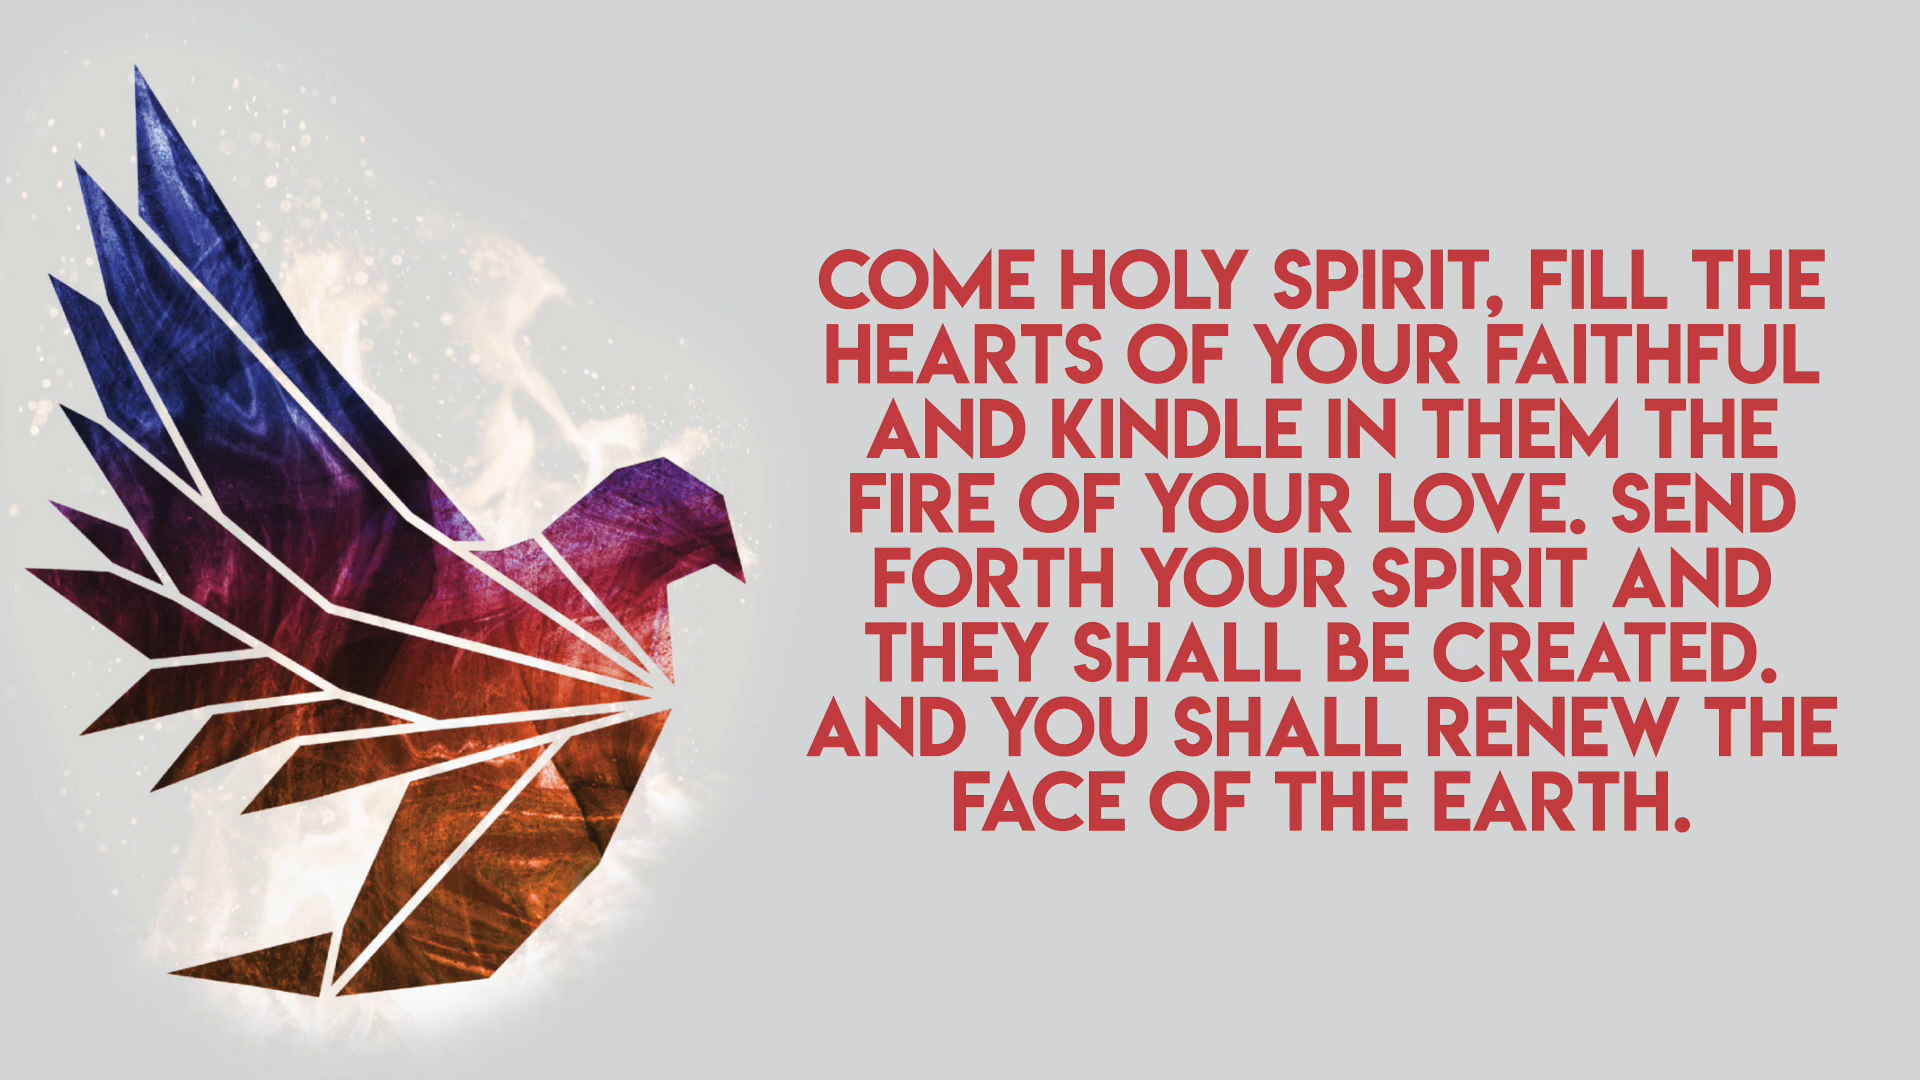 COME HOLY SPIRIT, FILL THE
HEARTS OF YOUR FAITHFUL
AND KINDLE IN THEM THE
FIRE OF YOUR LOVE. SEND
FORTH YOUR SPIRIT AND
THEY SHALL BE CREATED.
AND YOU SHALL RENEW THE
FACE OF THE EARTH.